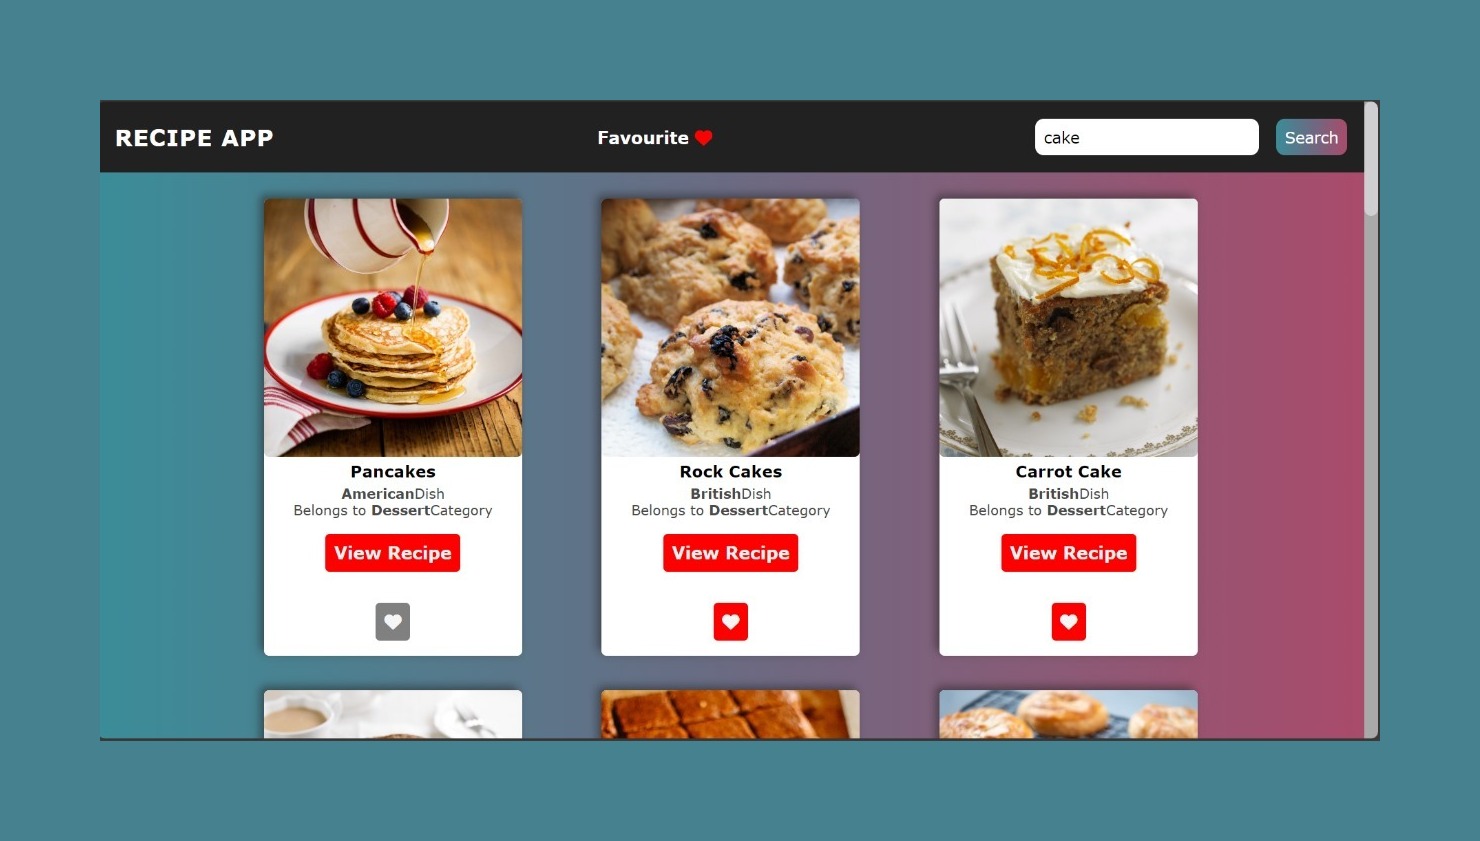 RECIPE APP
Favourite
cake
Search
Pancakes
AmericanDish
Belongs to DessertCategory
View Recipe
Rock Cakes
BritishDish
Belongs to DessertCategory
View Recipe
Carrot Cake
BritishDish
Belongs to DessertCategory
View Recipe